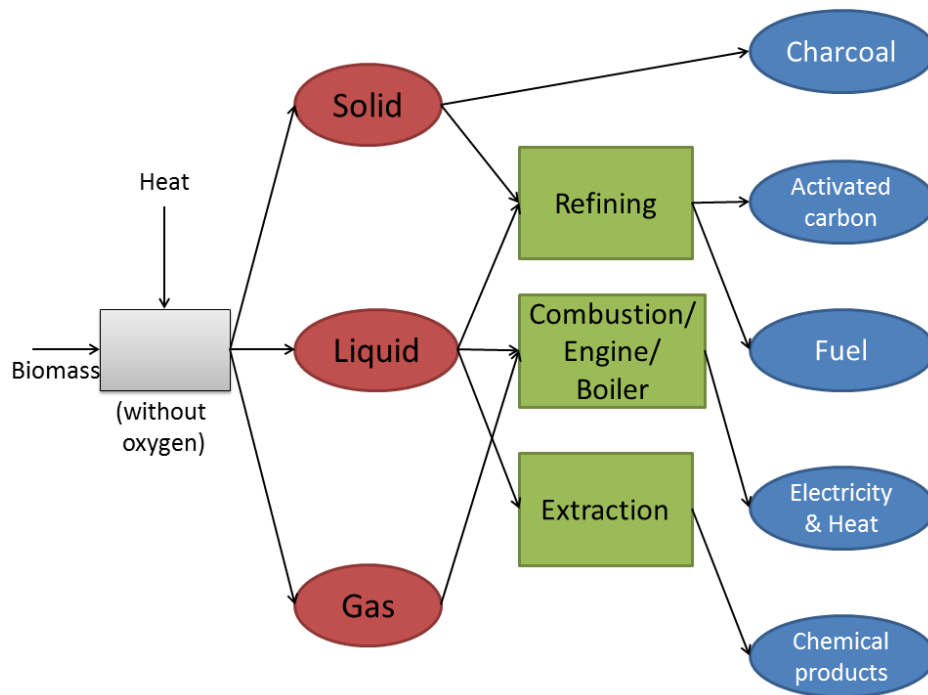 Heat
Biomass
(without
oxygen)
Solid
Liquid
Gas
Refining
Combustion/
Engine/
Boiler
Extraction
Charcoal
Activated
carbon
Fuel
Electricity
& Heat
Chemical
products